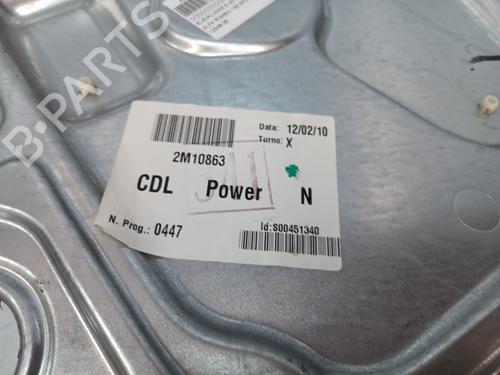 B-PARTS
Data: 12/02/10
Turno: X
2M10863
CDL Power N
N. Prog.: 0447
Id:S00451340